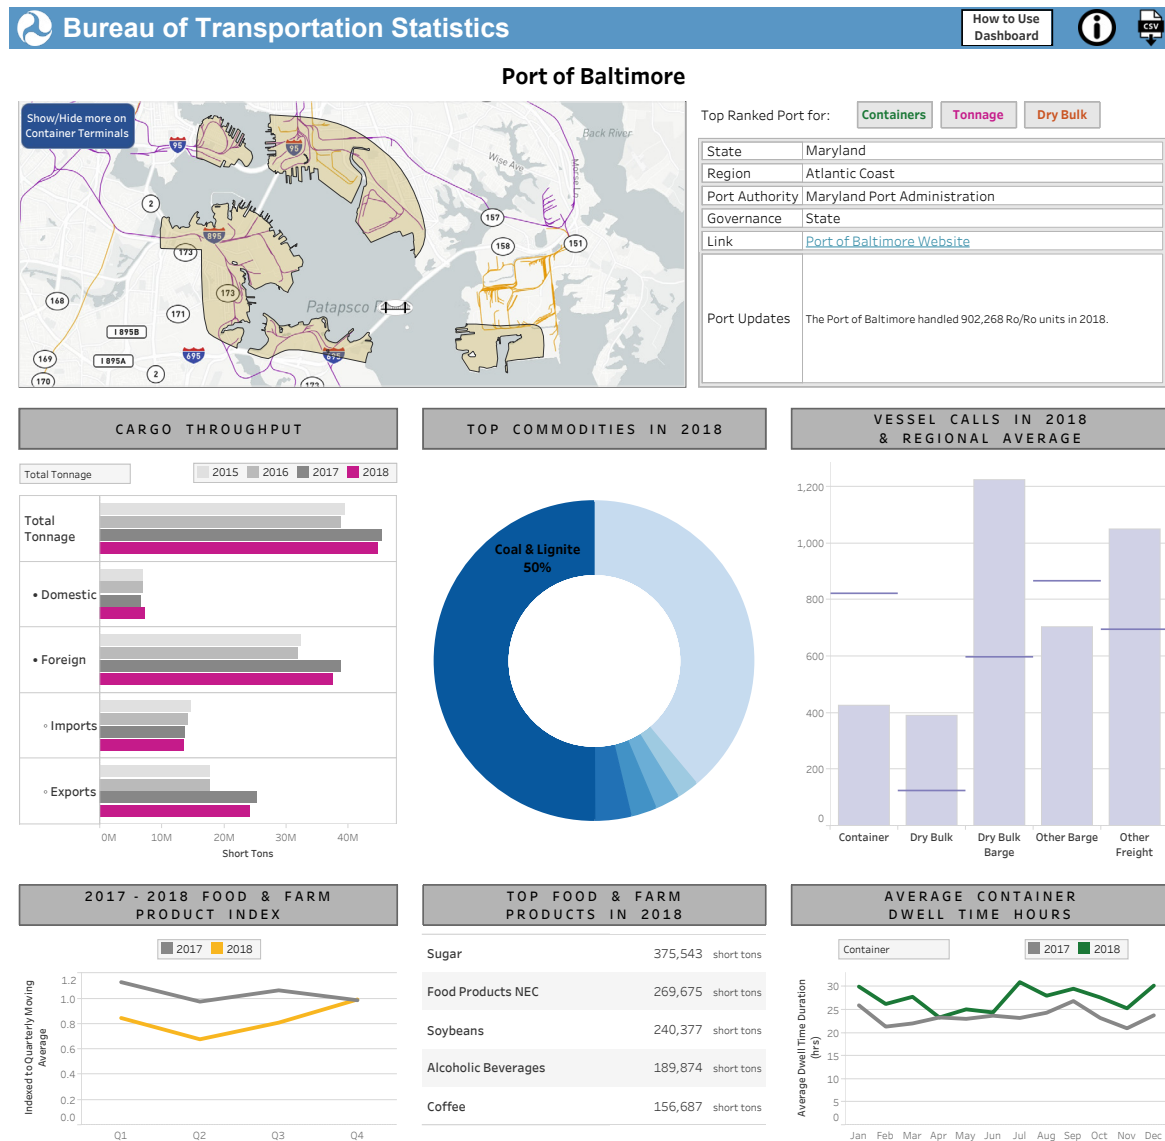 Bureau of Transportation Statistics
How to Use
Dashboard
CSV
Port of Baltimore
Show/Hide more on
Container Terminals
Back River
Wise Ave
95
95
2
157
151
158
895
173
173
168
171
Patapsco
I 895B
I 895A
695
695
169
170
2
173
Top Ranked Port for:
Containers
Tonnage
Dry Bulk
State Maryland
Region Atlantic Coast
Port Authority Maryland Port Administration
Governance State
Link Port of Baltimore Website
Port Updates The Port of Baltimore handled 902,268 Ro/Ro units in 2018.
CARGO THROUGHPUT
Total Tonnage
2015 2016 2017 2018
Total
Tonnage
• Domestic
• Foreign
◦ Imports
◦ Exports
0M 10M 20M 30M 40M
Short Tons
TOP COMMODITIES IN 2018
Coal & Lignite
50%
VESSEL CALLS IN 2018
& REGIONAL AVERAGE
1,200
1,000
800
600
400
200
0
Container Dry Bulk Dry Bulk Barge Other Barge Other Freight
2017 - 2018 FOOD & FARM
PRODUCT INDEX
2017 2018
Indexed to Quarterly Moving
Average
1.2
1.0
0.8
0.6
0.4
0.2
0.0
Q1 Q2 Q3 Q4
TOP FOOD & FARM
PRODUCTS IN 2018
Sugar 375,543 short tons
Food Products NEC 269,675 short tons
Soybeans 240,377 short tons
Alcoholic Beverages 189,874 short tons
Coffee 156,687 short tons
AVERAGE CONTAINER
DWELL TIME HOURS
Container
2017 2018
Average Dwell Time Duration
(hrs)
30
25
20
15
10
5
0
Jan Feb Mar Apr May Jun Jul Aug Sep Oct Nov Dec